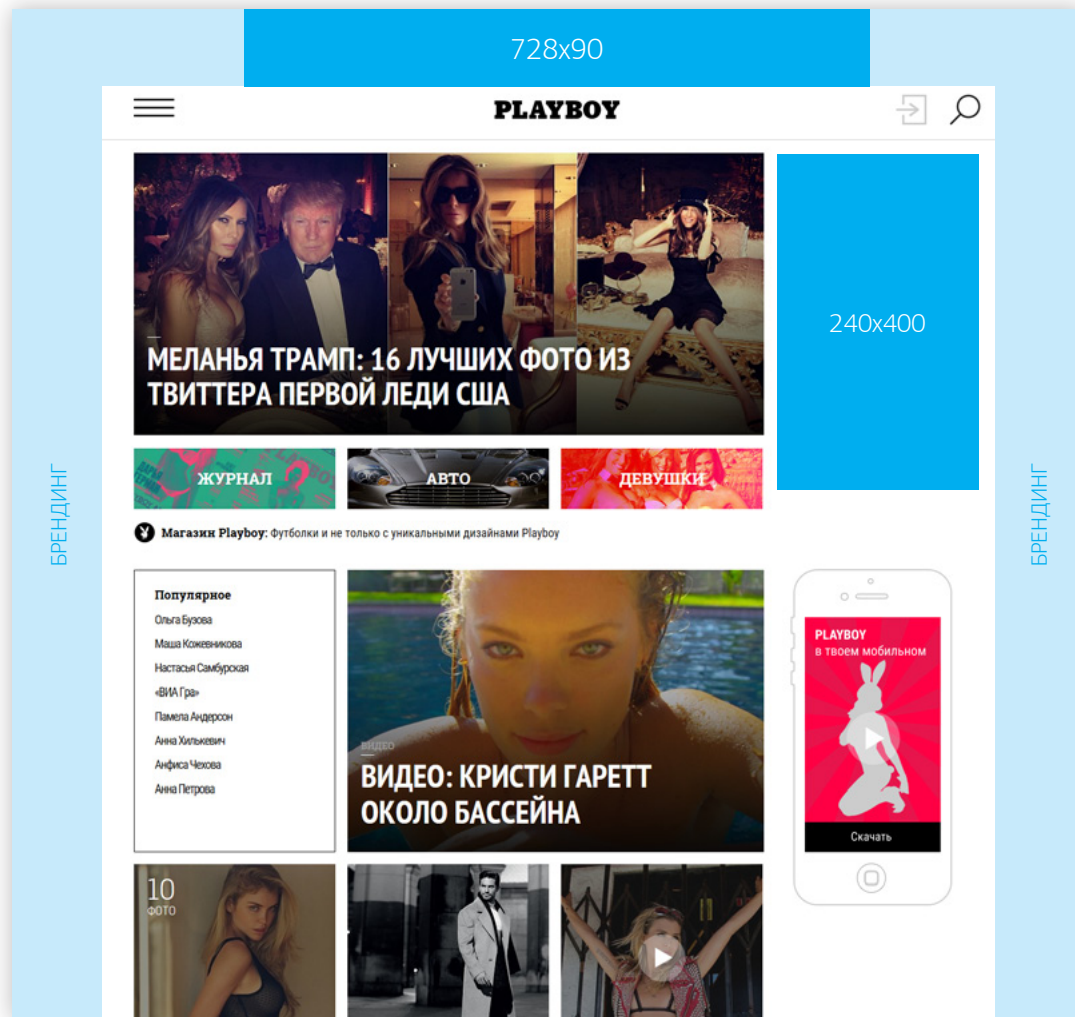 728x90
PLAYBOY
240x400
МЕЛАНЬЯ ТРАМП: 16 ЛУЧШИХ ФОТО ИЗ
ТВИТТЕРА ПЕРВОЙ ЛЕДИ США
ЖУРНАЛ
АВТО
ДЕВУШКИ
БРЕНДИНГ
БРЕНДИНГ
Магазин Playboy: Футболки и не только с уникальными дизайнами Playboy
Популярное
Ольга Бузова
Маша Кожевникова
Настасья Самбурская
«ВИА Гра»
Памела Андерсон
Анна Хилькевич
Анфиса Чехова
Анна Петрова
ВИДЕО
ВИДЕО: КРИСТИ ГАРЕТТ
ОКОЛО БАССЕЙНА
PLAYBOY
в твоем мобильном
Скачать
10
ФОТО